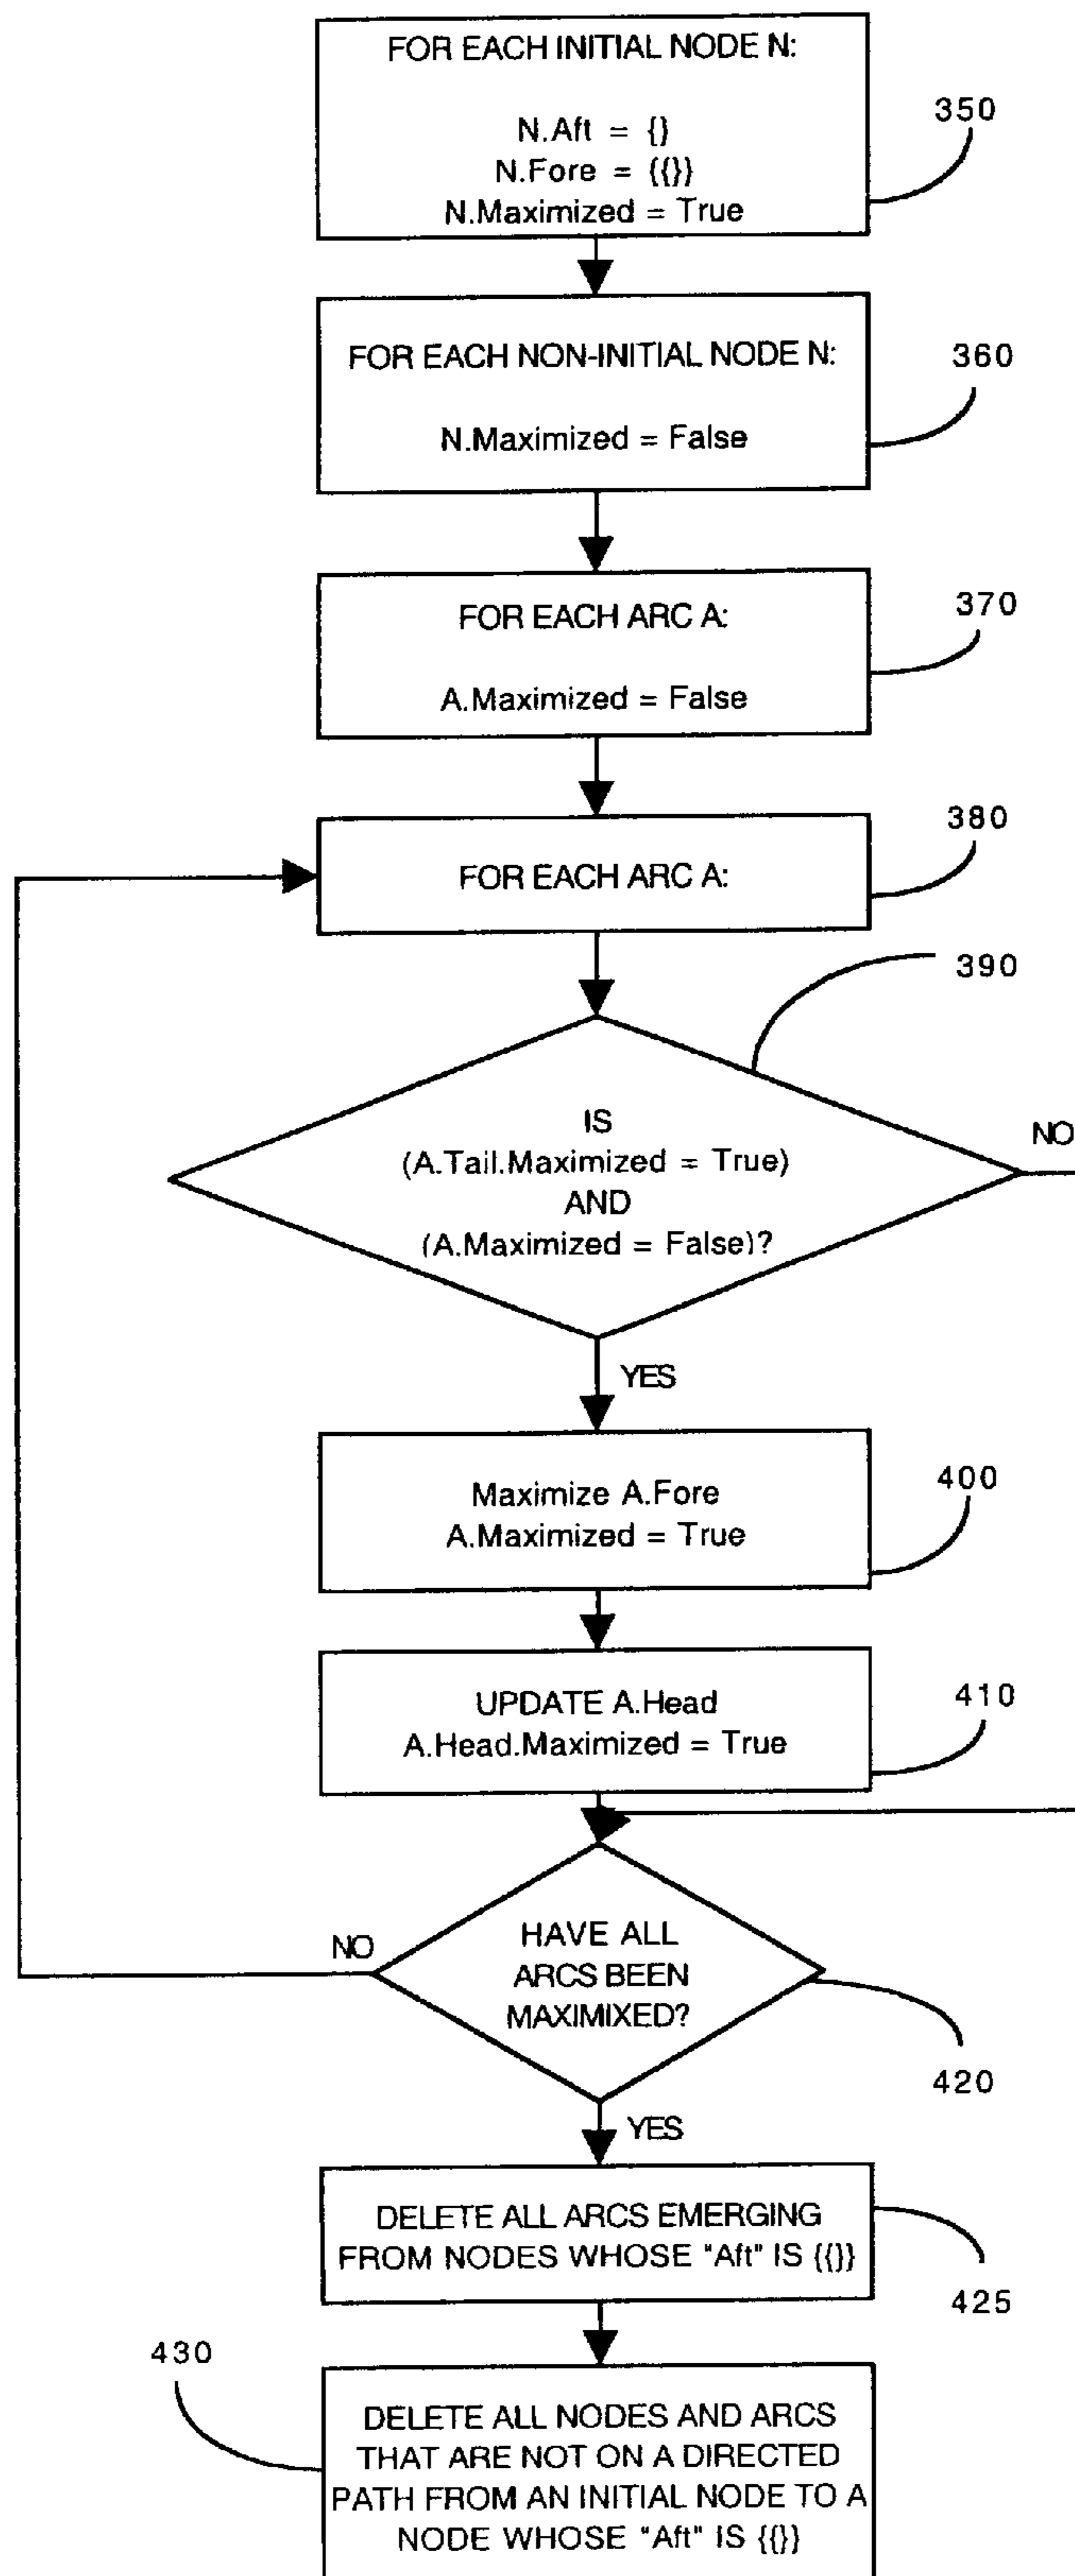 FOR EACH INITIAL NODE N:
N.Aft = {}
N.Fore = {{}}
N.Maximized = True
350
FOR EACH NON-INITIAL NODE N:
N.Maximized = False
360
FOR EACH ARC A:
A.Maximized = False
370
FOR EACH ARC A:
380
390
IS
(A.Tail.Maximized = True)
AND
(A.Maximized = False)?
NO
YES
Maximize A.Fore
A.Maximized = True
400
UPDATE A.Head
A.Head.Maximized = True
410
HAVE ALL
ARCS BEEN
MAXIMIXED?
NO
420
YES
DELETE ALL ARCS EMERGING
FROM NODES WHOSE "Aft" IS {{}}
425
430
DELETE ALL NODES AND ARCS
THAT ARE NOT ON A DIRECTED
PATH FROM AN INITIAL NODE TO A
NODE WHOSE "Aft" IS {{}}